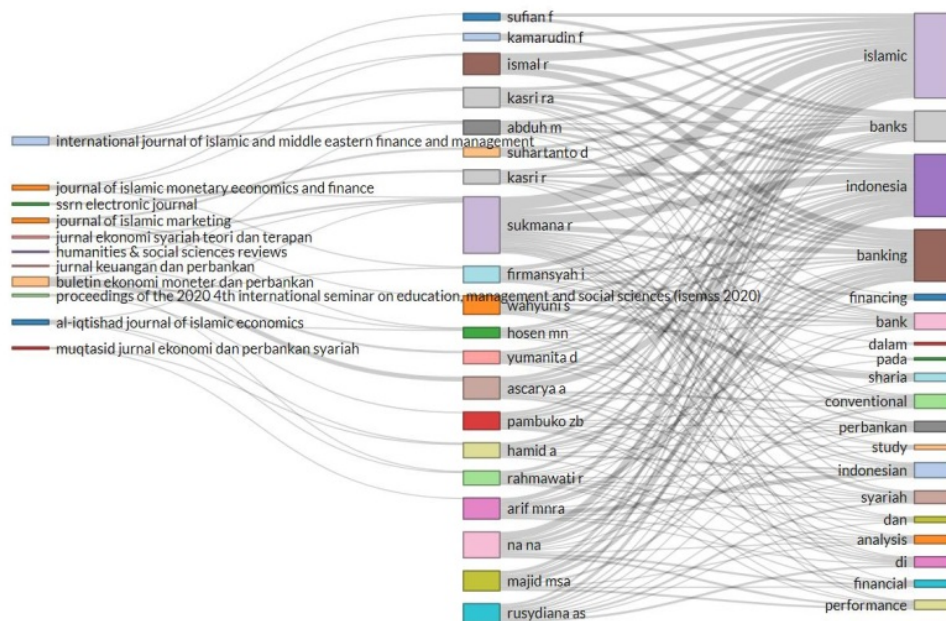 international journal of islamic and middle eastern finance and management
journal of islamic monetary economics and finance
ssrn electronic journal
journal of islamic marketing
jurnal ekonomi syariah teori dan terapan
humanities & social sciences reviews
jurnal keuangan dan perbankan
buletin ekonomi moneter dan perbankan
proceedings of the 2020 4th international seminar on education, management and social sciences (isemss 2020)
al-iqtishad journal of islamic economics
muqtasid jurnal ekonomi dan perbankan syariah
sufian f
kamarudin f
ismal r
kasri ra
abduh m
suhartanto d
kasri r
sukmana r
firmansyah i
wahyuni s
hosen mn
yumanita d
ascarya a
pambuko zb
hamid a
rahmawati r
arif mnra
na na
majid msa
rusydiana as
islamic
banks
indonesia
banking
financing
bank
dalam
pada
sharia
conventional
perbankan
study
indonesian
syariah
dan
analysis
di
financial
performance